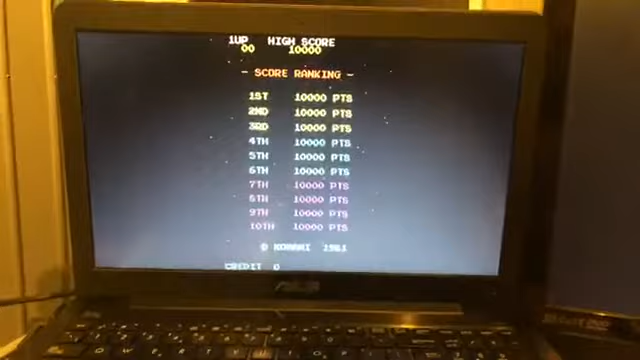 1UP HIGH SCORE
00 10000
- SCORE RANKING -
1ST 10000 PTS
2ND 10000 PTS
3RD 10000 PTS
4TH 10000 PTS
5TH 10000 PTS
6TH 10000 PTS
7TH 10000 PTS
8TH 10000 PTS
9TH 10000 PTS
10TH 10000 PTS
© KONAMI 1981
CREDIT 0
ASUS